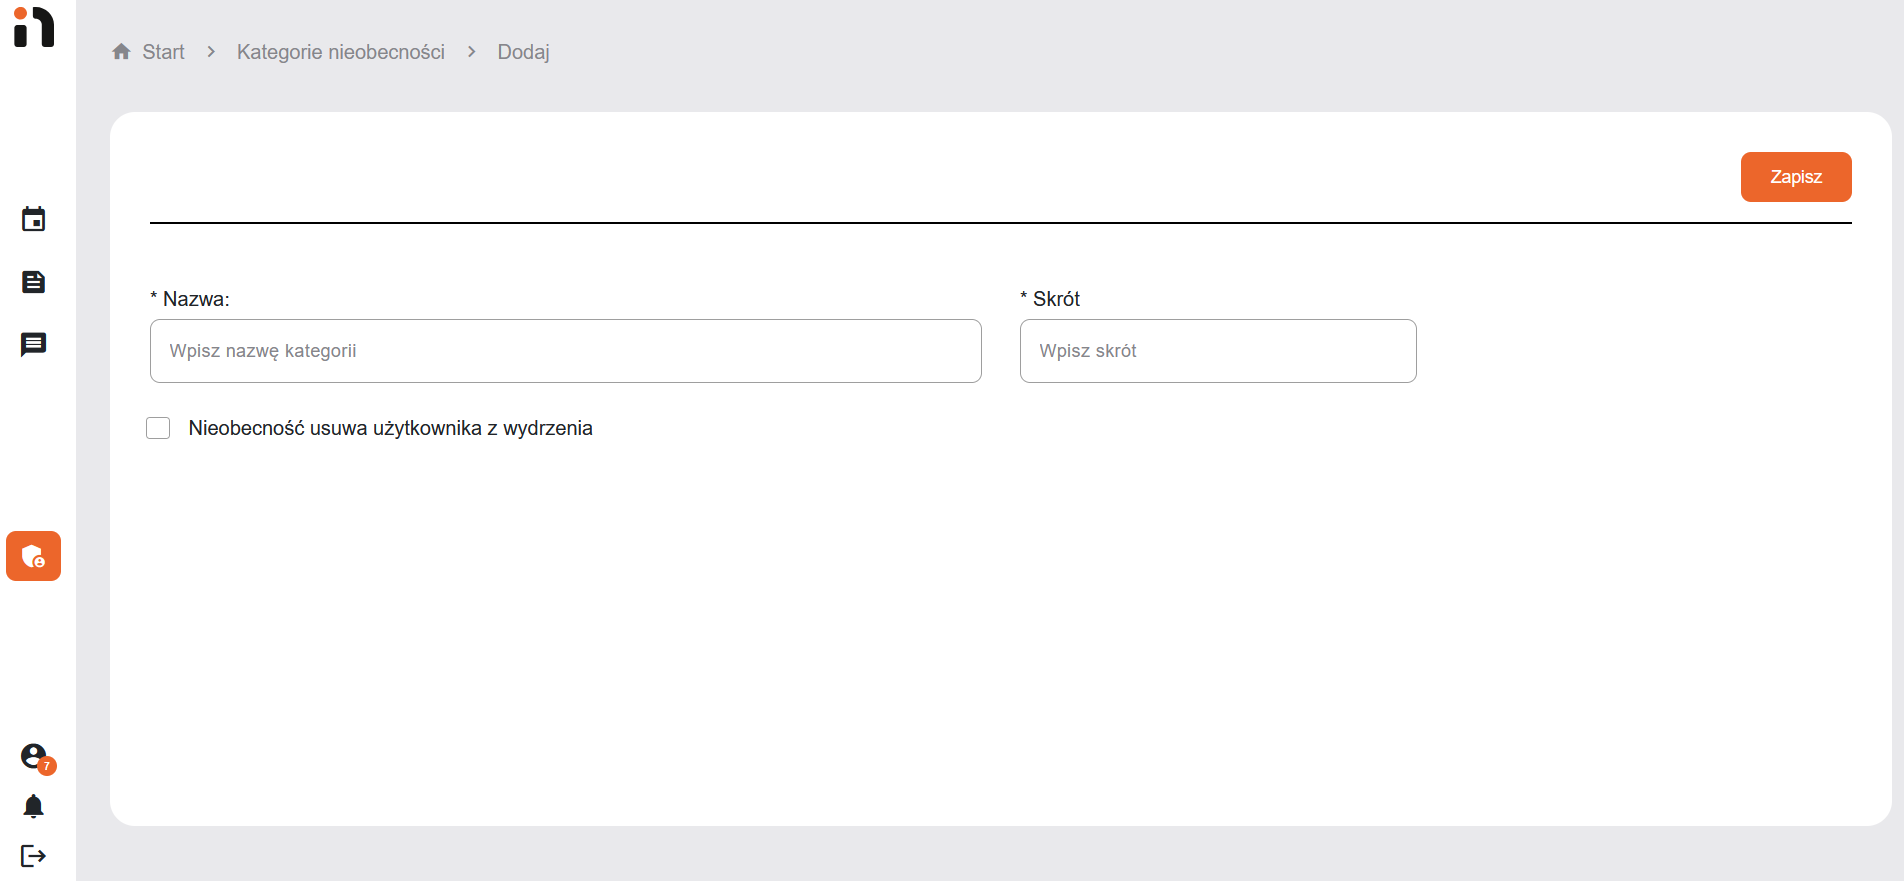 Start > Kategorie nieobecności > Dodaj
Zapisz
* Nazwa:
* Skrót
Wpisz nazwę kategorii
Wpisz skrót
Nieobecność usuwa użytkownika z wydrzenia
7